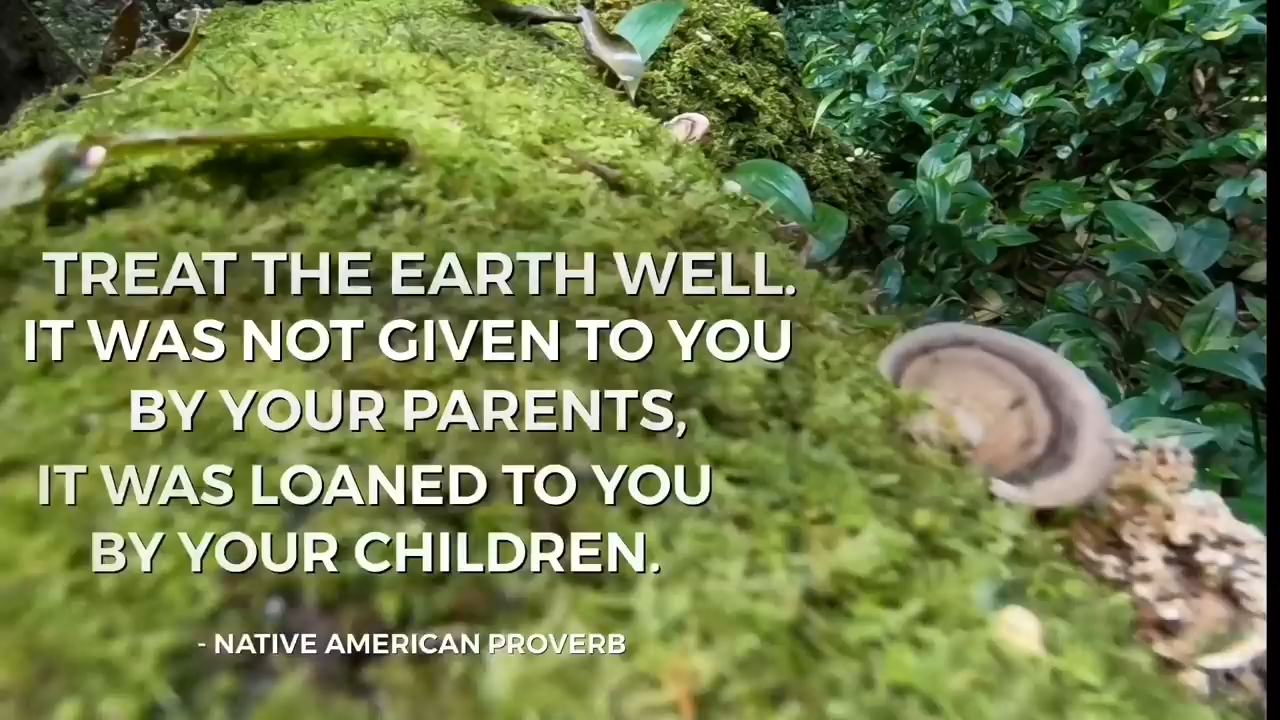 TREAT THE EARTH WELL.
IT WAS NOT GIVEN TO YOU
BY YOUR PARENTS,
IT WAS LOANED TO YOU
BY YOUR CHILDREN.
- NATIVE AMERICAN PROVERB